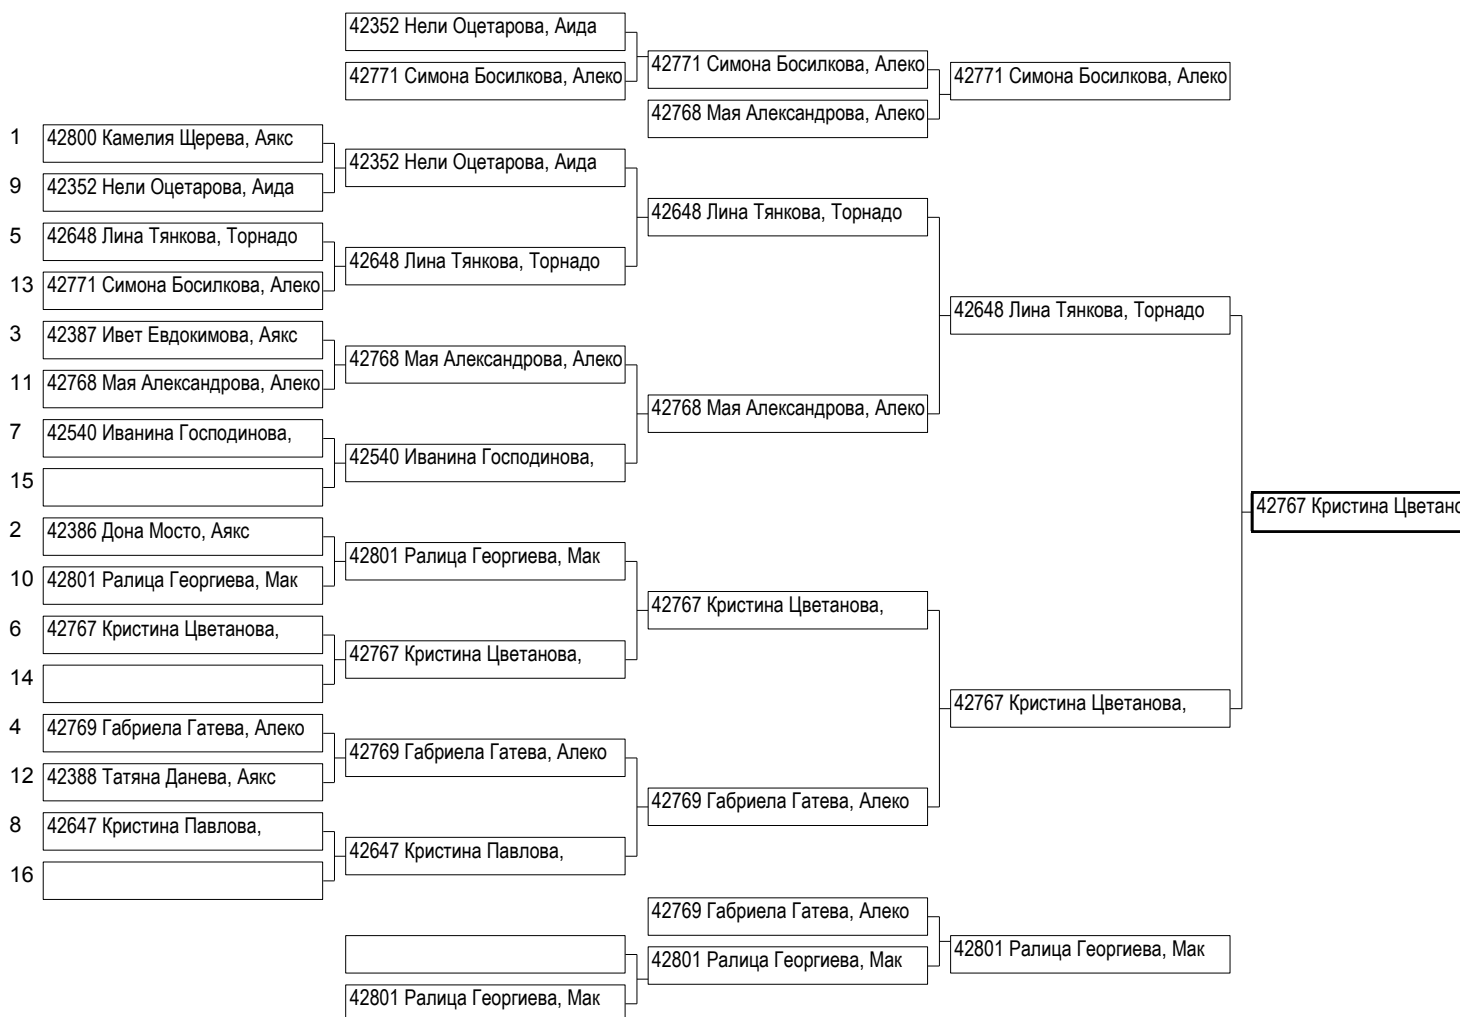 42352 Нели Оцетарова, Аида
42771 Симона Босилкова, Алеко
42771 Симона Босилкова, Алеко
42771 Симона Босилкова, Алеко
42768 Мая Александрова, Алеко
1 42800 Камелия Щерева, Аякс
42352 Нели Оцетарова, Аида
9 42352 Нели Оцетарова, Аида
42648 Лина Тянкова, Торнадо
5 42648 Лина Тянкова, Торнадо
42648 Лина Тянкова, Торнадо
13 42771 Симона Босилкова, Алеко
42648 Лина Тянкова, Торнадо
3 42387 Ивет Евдокимова, Аякс
42768 Мая Александрова, Алеко
11 42768 Мая Александрова, Алеко
42768 Мая Александрова, Алеко
7 42540 Иванина Господинова,
42540 Иванина Господинова,
15
42767 Кристина Цветано
2 42386 Дона Мосто, Аякс
42801 Ралица Георгиева, Мак
10 42801 Ралица Георгиева, Мак
42767 Кристина Цветанова,
6 42767 Кристина Цветанова,
42767 Кристина Цветанова,
14
42767 Кристина Цветанова,
4 42769 Габриела Гатева, Алеко
42769 Габриела Гатева, Алеко
12 42388 Татяна Данева, Аякс
42769 Габриела Гатева, Алеко
8 42647 Кристина Павлова,
42647 Кристина Павлова,
16
42769 Габриела Гатева, Алеко
42801 Ралица Георгиева, Мак
42801 Ралица Георгиева, Мак
42801 Ралица Георгиева, Мак